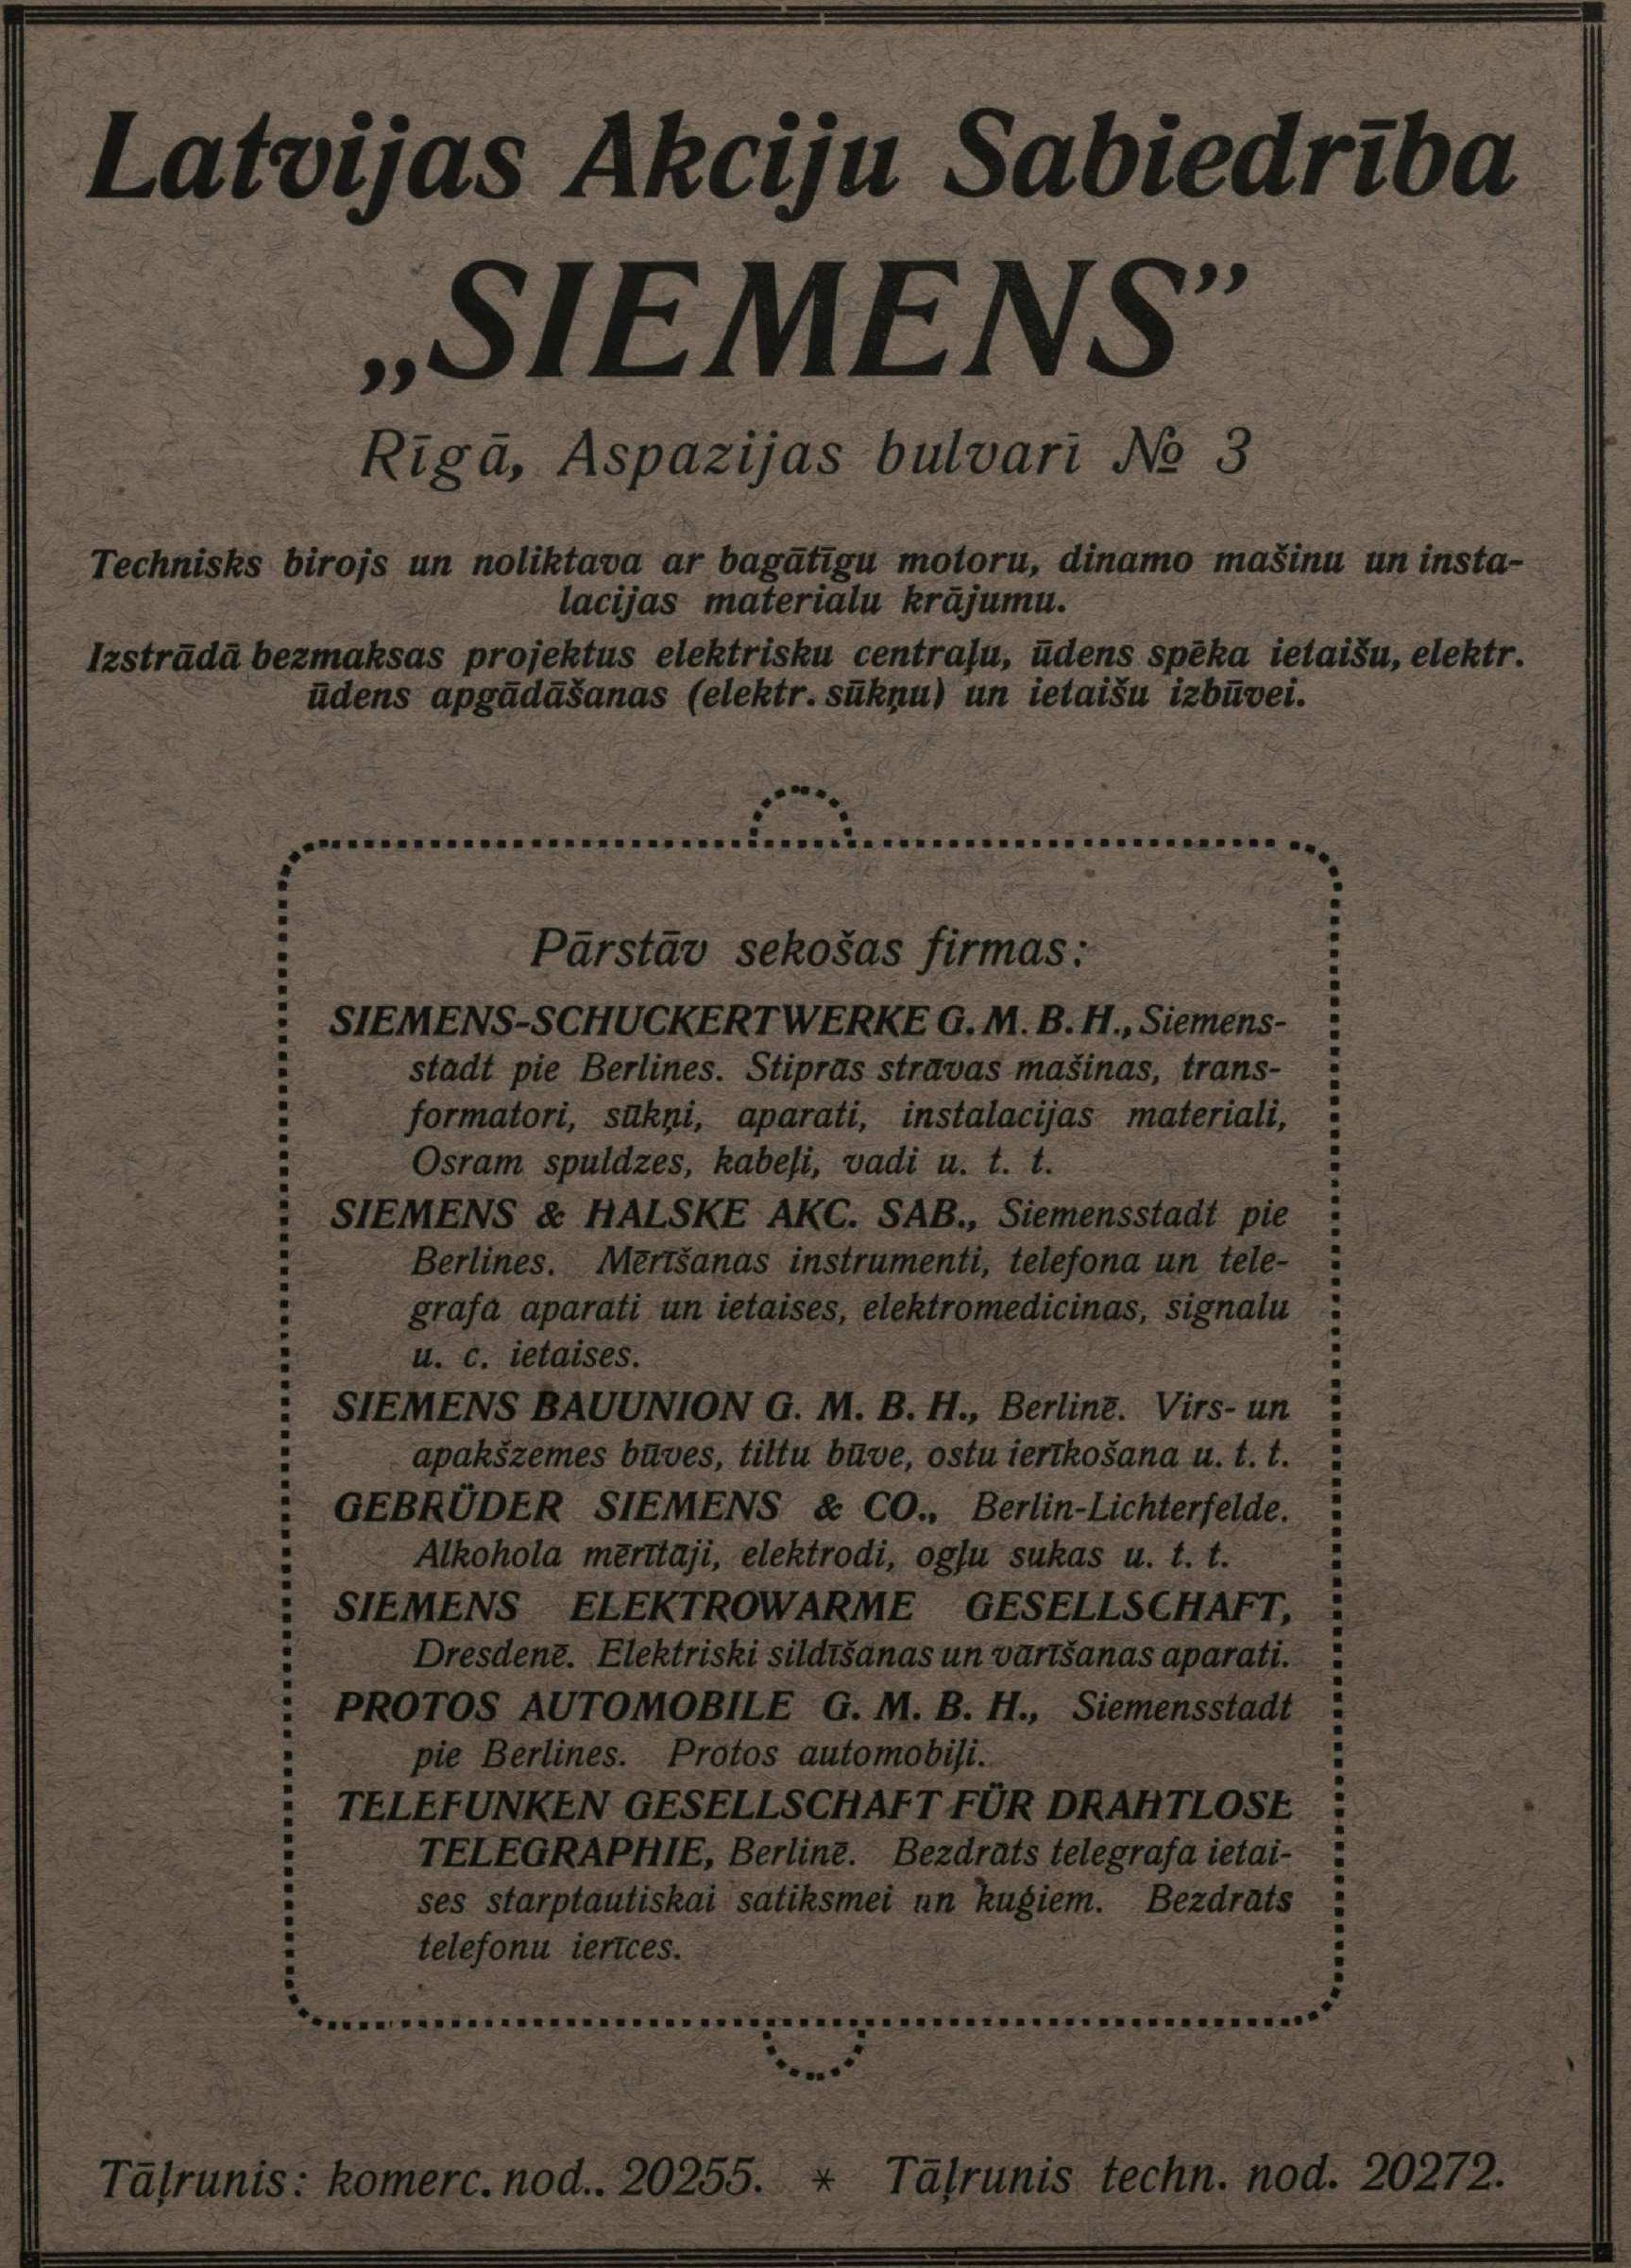 Latvijas Akciju Sabiedrība
„SIEMENS”
Rīgā, Aspazijas bulvarī № 3
Technisks birojs un noliktava ar bagātīgu motoru, dinamo mašinu un insta-
lacijas materialu krājumu.
Izstrādā bezmaksas projektus elektrisku centraļu, ūdens spēka ietaišu, elektr.
ūdens apgādāšanas (elektr. sūkņu) un ietaišu izbūvei.
Pārstāv sekošas firmas:
SIEMENS-SCHUCKERTWERKE G. M. B. H., Siemens-
stadt pie Berlines. Stiprās strāvas mašinas, trans-
formatori, sūkņi, aparati, instalacijas materiali,
Osram spuldzes, kabeļi, vadi u. t. t.
SIEMENS & HALSKE AKC. SAB., Siemensstadt pie
Berlines. Mērīšanas instrumenti, telefona un tele-
grafa aparati un ietaises, elektromedicinas, signalu
u. c. ietaises.
SIEMENS BAUUNION G. M. B. H., Berlinē. Virs- un
apakšzemes būves, tiltu būve, ostu ierīkošana u. t. t.
GEBRÜDER SIEMENS & CO., Berlin-Lichterfelde.
Alkohola mērītāji, elektrodi, ogļu sukas u. t. t.
SIEMENS ELEKTROWARME GESELLSCHAFT,
Dresdenē. Elektriski sildīšanas un vārīšanas aparati.
PROTOS AUTOMOBILE G. M. B. H., Siemensstadt
pie Berlines. Protos automobiļi.
TELEFUNKEN GESELLSCHAFT FÜR DRAHTLOSE
TELEGRAPHIE, Berlinē. Bezdrāts telegrafa ietai-
ses starptautiskai satiksmei un kuģiem. Bezdrāts
telefonu ierīces.
Tāļrunis: komerc. nod.. 20255. * Tāļrunis techn. nod. 20272.